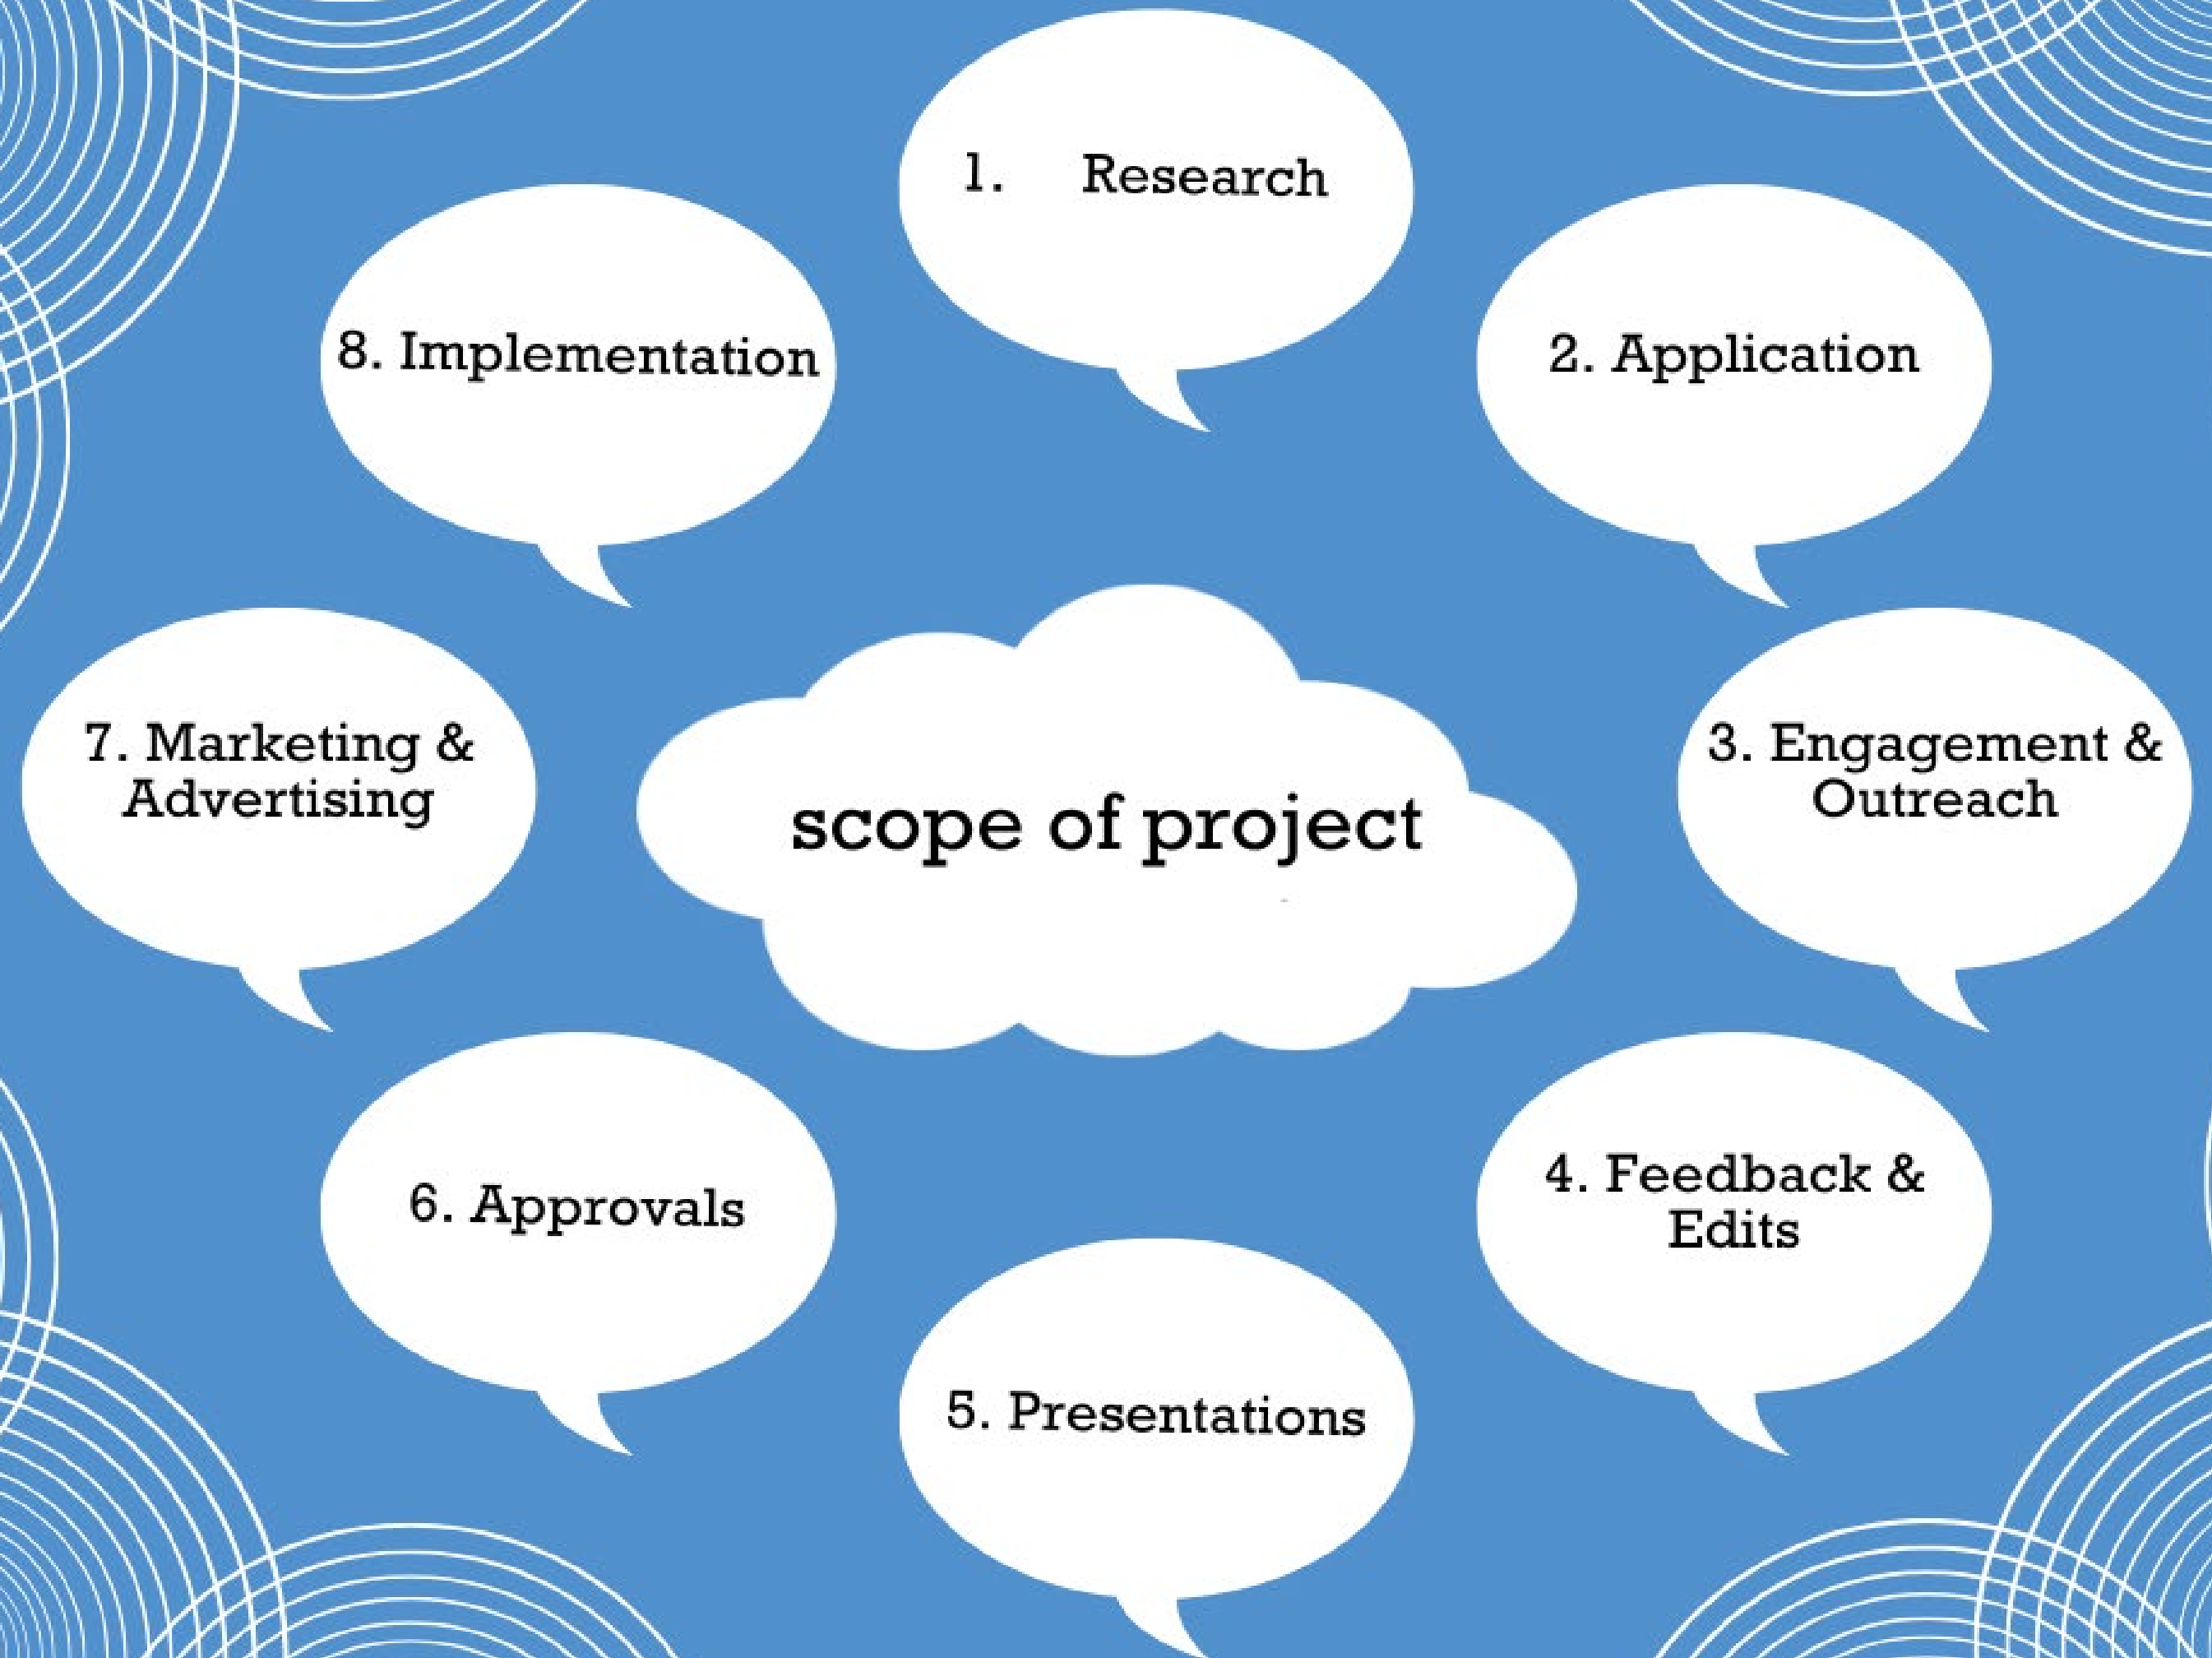 1. Research
2. Application
3. Engagement &
Outreach
4. Feedback &
Edits
5. Presentations
6. Approvals
7. Marketing &
Advertising
8. Implementation
scope of project